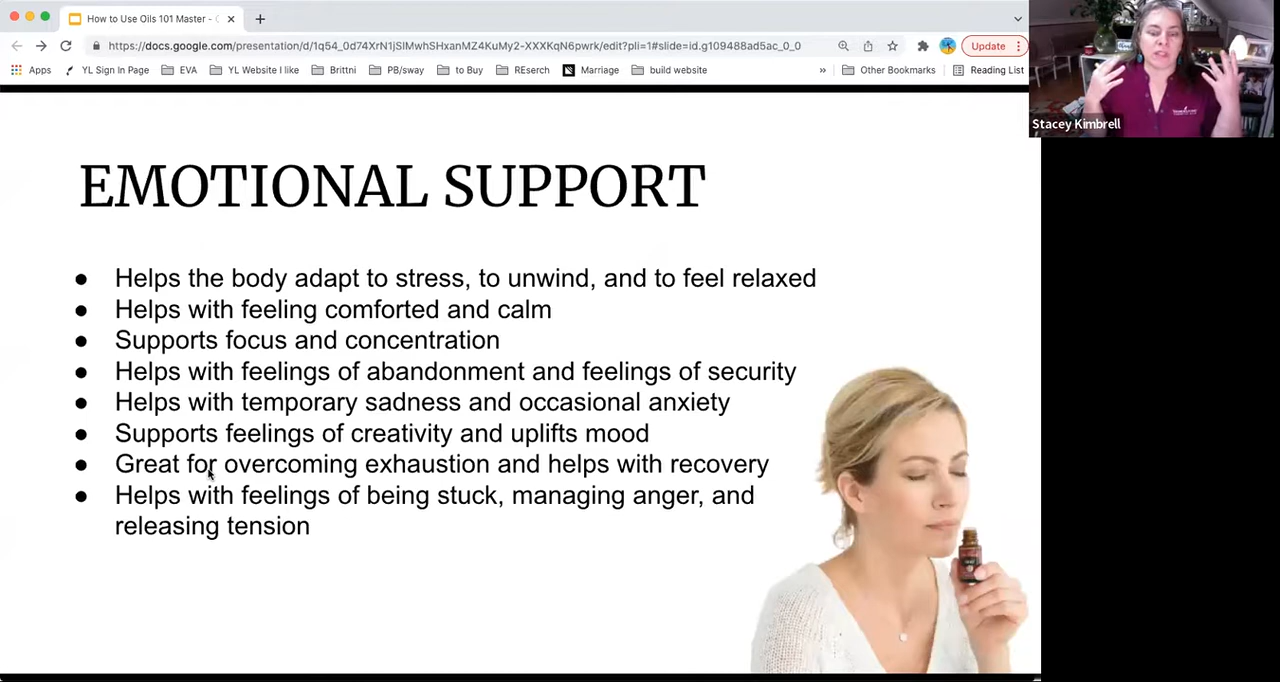 How to Use Oils 101 Master - 
Update
https://docs.google.com/presentation/d/1q54_0d74XrN1jSIMwhSHxanMZ4KuMy2-XXXKqN6pwrk/edit?pli=1#slide=id.g109488ad5ac_0_0
Apps
YL Sign In Page
EVA
YL Website I like
Brittni
PB/sway
to Buy
REserch
Marriage
build website
»
Other Bookmarks
Reading List
Stacey Kimbrell
EMOTIONAL SUPPORT
● Helps the body adapt to stress, to unwind, and to feel relaxed
● Helps with feeling comforted and calm
● Supports focus and concentration
● Helps with feelings of abandonment and feelings of security
● Helps with temporary sadness and occasional anxiety
● Supports feelings of creativity and uplifts mood
● Great for overcoming exhaustion and helps with recovery
● Helps with feelings of being stuck, managing anger, and
releasing tension